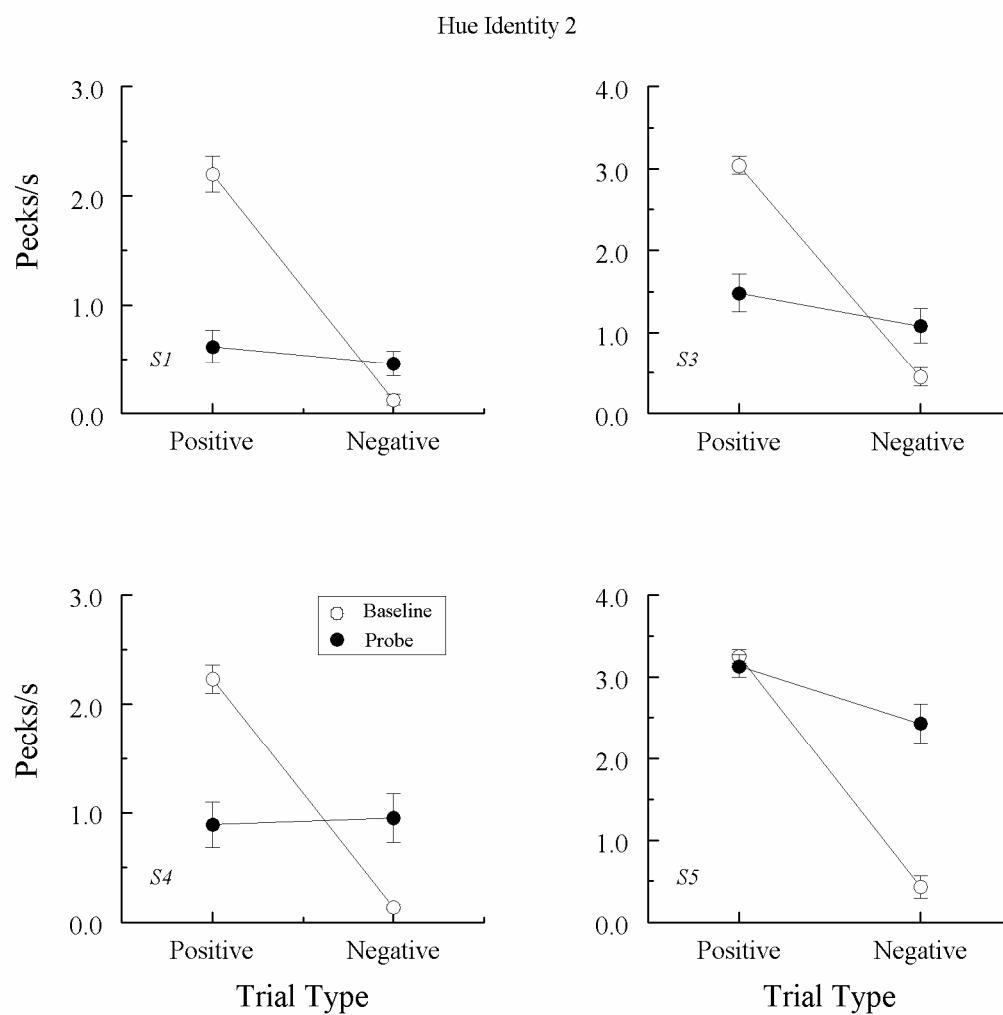 Hue Identity 2
3.0
2.0
1.0
0.0
Pecks/s
S1
Positive Negative
4.0
3.0
2.0
1.0
0.0
S3
Positive Negative
3.0
2.0
1.0
0.0
Pecks/s
S4
Baseline
Probe
Positive Negative
Trial Type
4.0
3.0
2.0
1.0
0.0
S5
Positive Negative
Trial Type